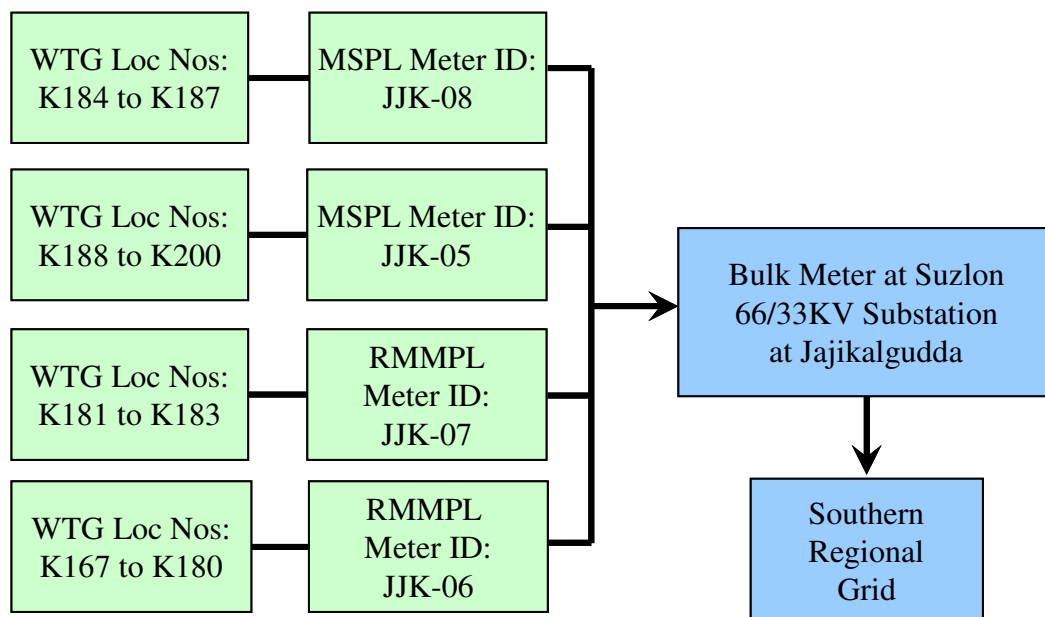 WTG Loc Nos:
K184 to K187
MSPL Meter ID:
JJK-08
WTG Loc Nos:
K188 to K200
MSPL Meter ID:
JJK-05
WTG Loc Nos:
K181 to K183
RMMPL
Meter ID:
JJK-07
WTG Loc Nos:
K167 to K180
RMMPL
Meter ID:
JJK-06
Bulk Meter at Suzlon
66/33KV Substation
at Jajikalgudda
Southern
Regional
Grid